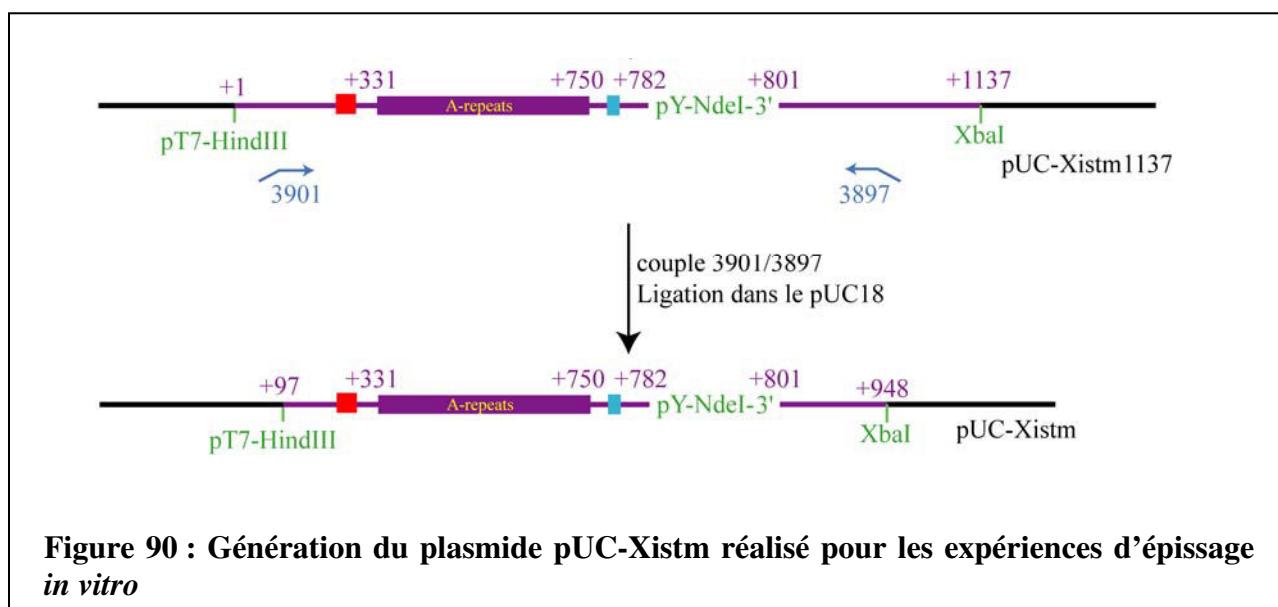 +1 +331 +750 +782 +801 +1137
A-repeats pY-NdeI-3'
pT7-HindIII XbaI
pUC-Xistm1137
3901 3897
couple 3901/3897
Ligation dans le pUC18
+97 +331 +750 +782 +801 +948
A-repeats pY-NdeI-3'
pT7-HindIII XbaI pUC-Xistm
Figure 90 : Génération du plasmide pUC-Xistm réalisé pour les expériences d'épissage
in vitro